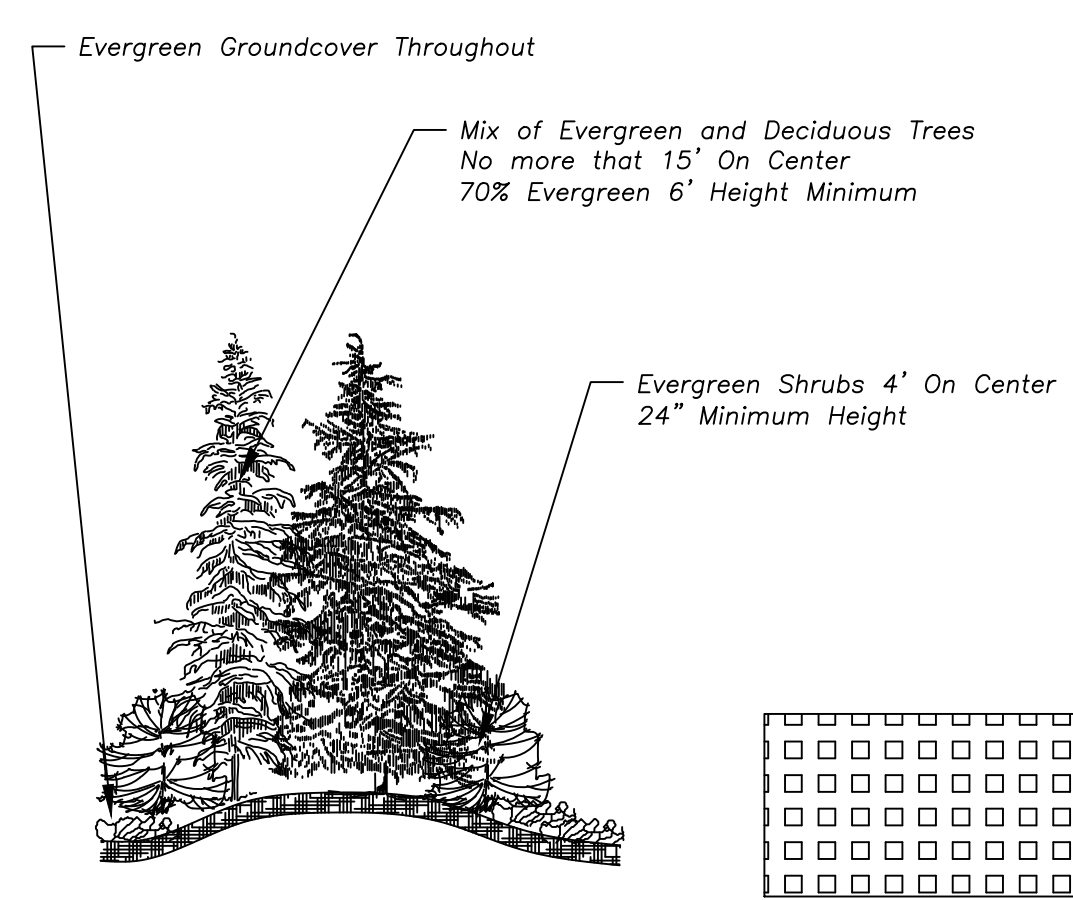 Evergreen Groundcover Throughout
Mix of Evergreen and Deciduous Trees
No more that 15' On Center
70% Evergreen 6' Height Minimum
Evergreen Shrubs 4' On Center
24" Minimum Height